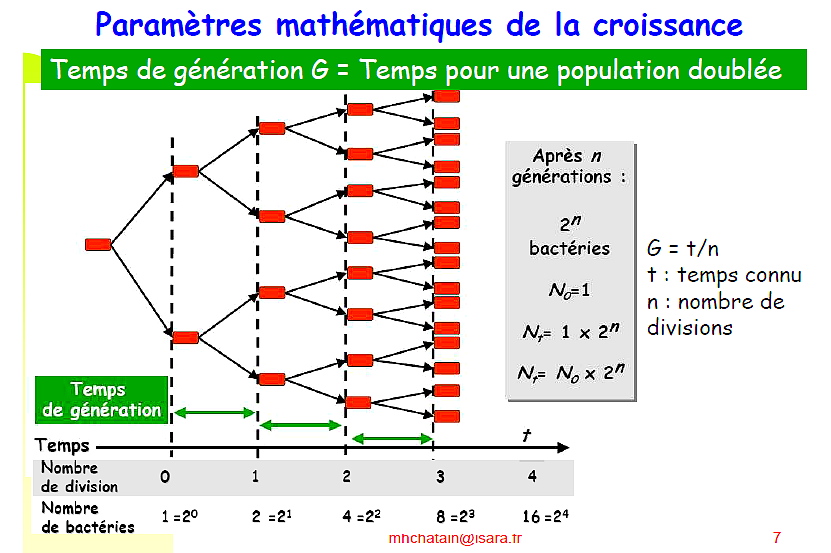 Paramètres mathématiques de la croissance
Temps de génération G = Temps pour une population doublée
Après n
générations :
2ⁿ
bactéries
N₀=1
Nₜ= 1 x 2ⁿ
Nₜ= N₀ x 2ⁿ
G = t/n
t : temps connu
n : nombre de
divisions
Temps
de génération
Temps
t
Nombre
de division
0 1 2 3 4
Nombre
de bactéries
1 =2⁰ 2 =2¹ 4 =2² 8 =2³ 16 =2⁴
mhchatain@isara.fr
7